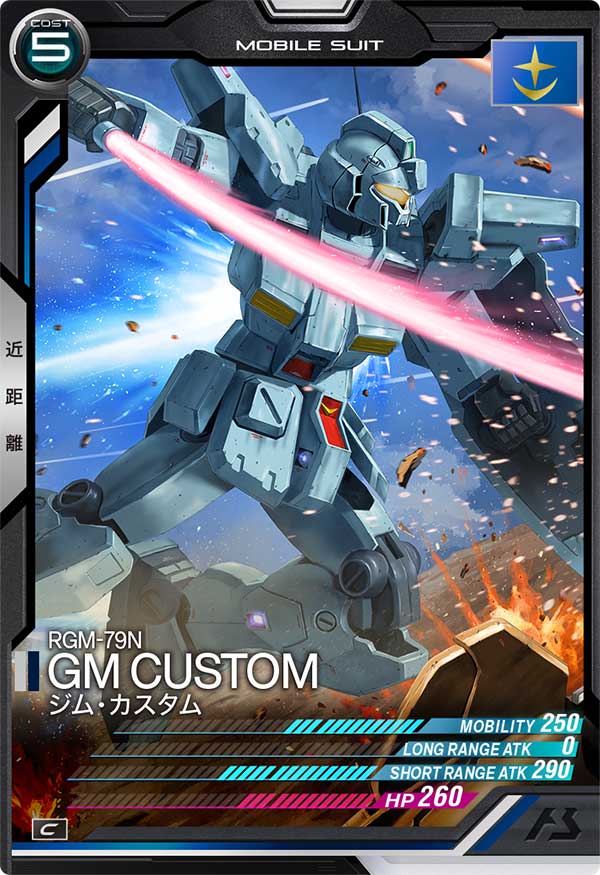 COST
5
MOBILE SUIT
近距離
RGM-79N
GM CUSTOM
ジム・カスタム
MOBILITY 250
LONG RANGE ATK 0
SHORT RANGE ATK 290
HP 260
C